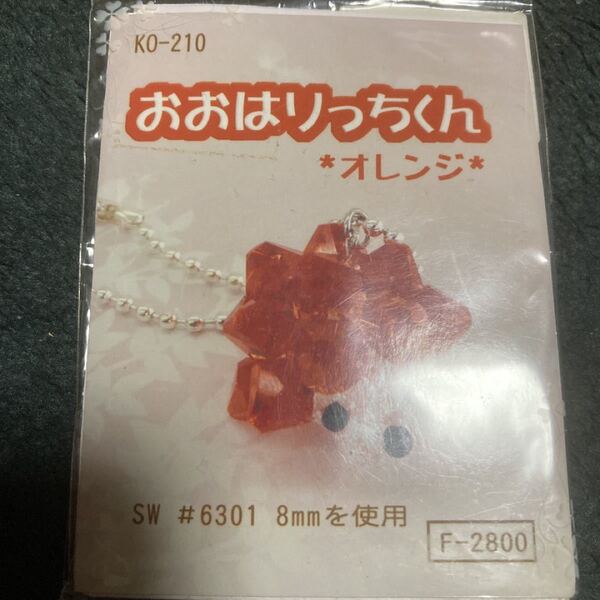 KO-210
おおはりっちくん
*オレンジ*
SW #6301 8mmを使用
F-2800